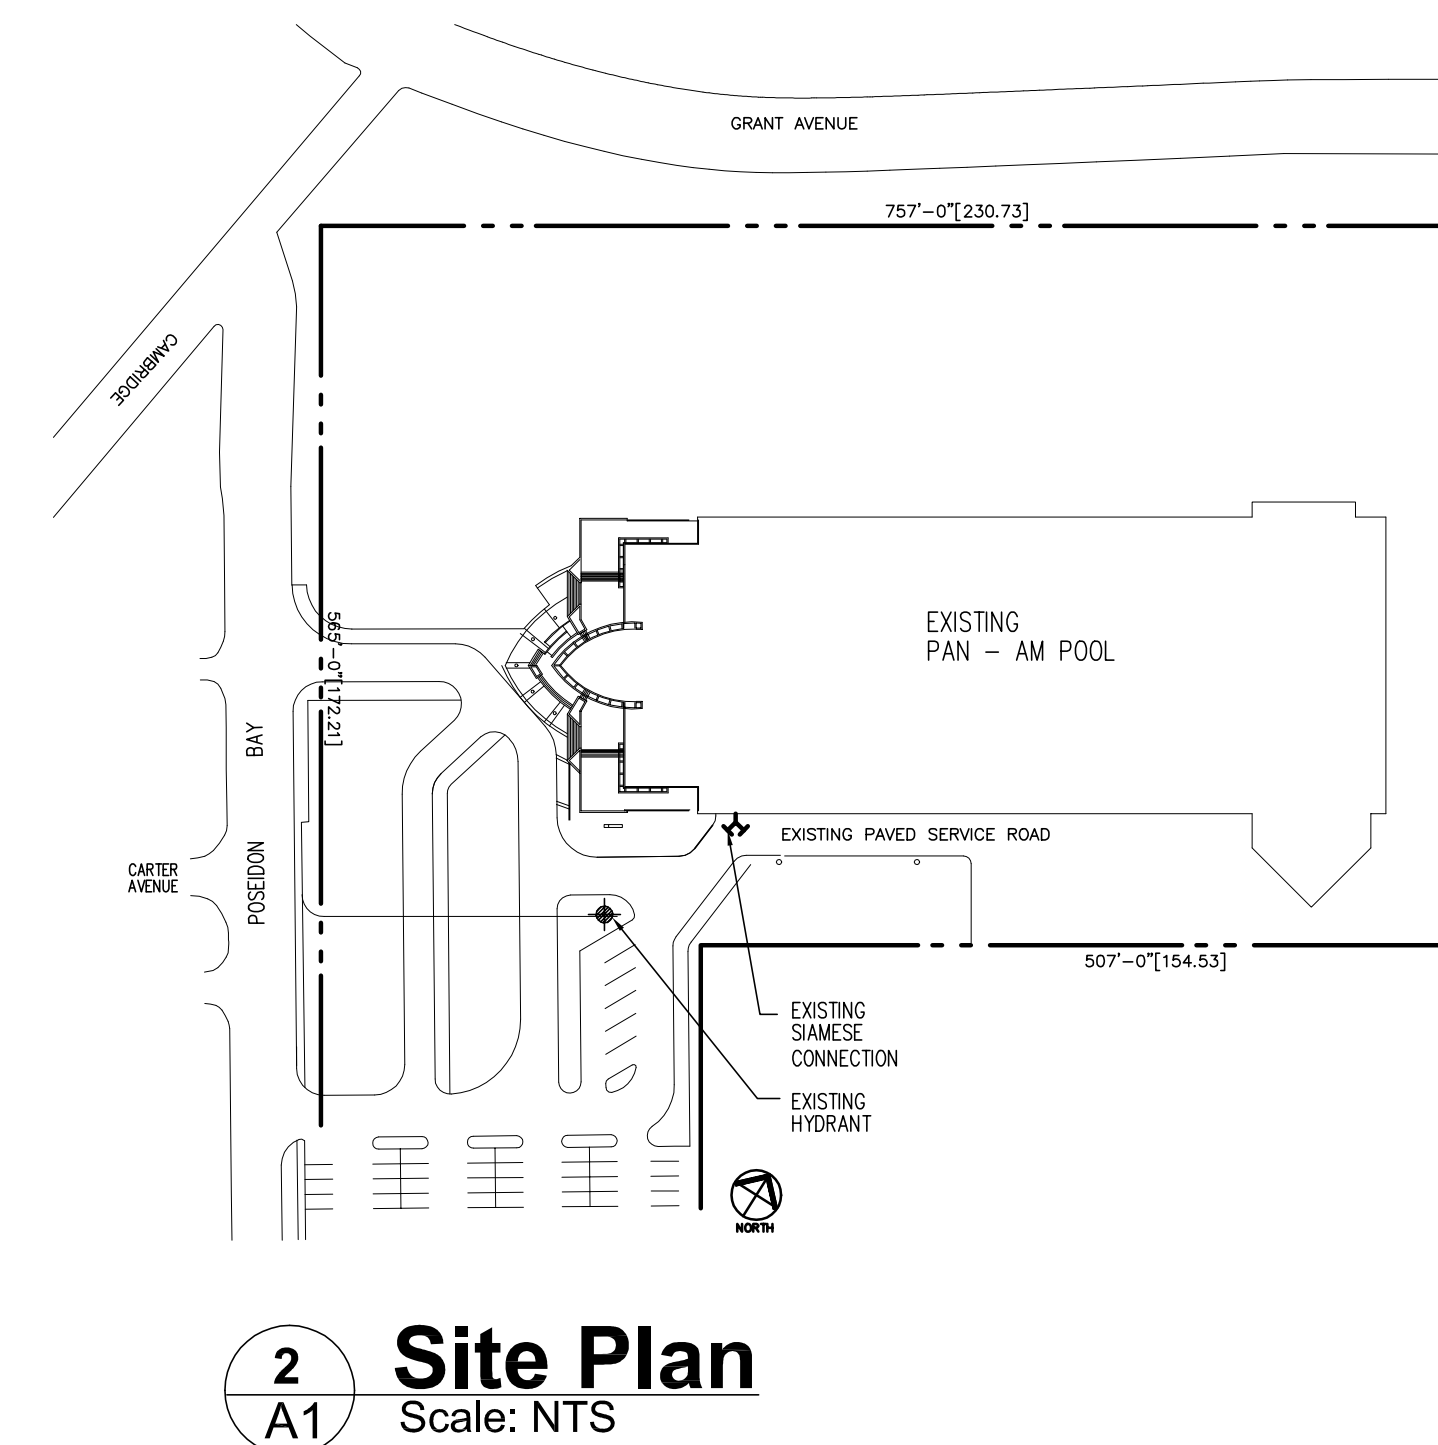 GRANT AVENUE
757'-0"[230.73]
CAMBRIDGE
565'-0"[172.21]
EXISTING
PAN - AM POOL
POSEIDON BAY
CARTER
AVENUE
EXISTING PAVED SERVICE ROAD
507'-0"[154.53]
EXISTING
SIAMESE
CONNECTION
EXISTING
HYDRANT
NORTH
2
A1
Site Plan
Scale: NTS